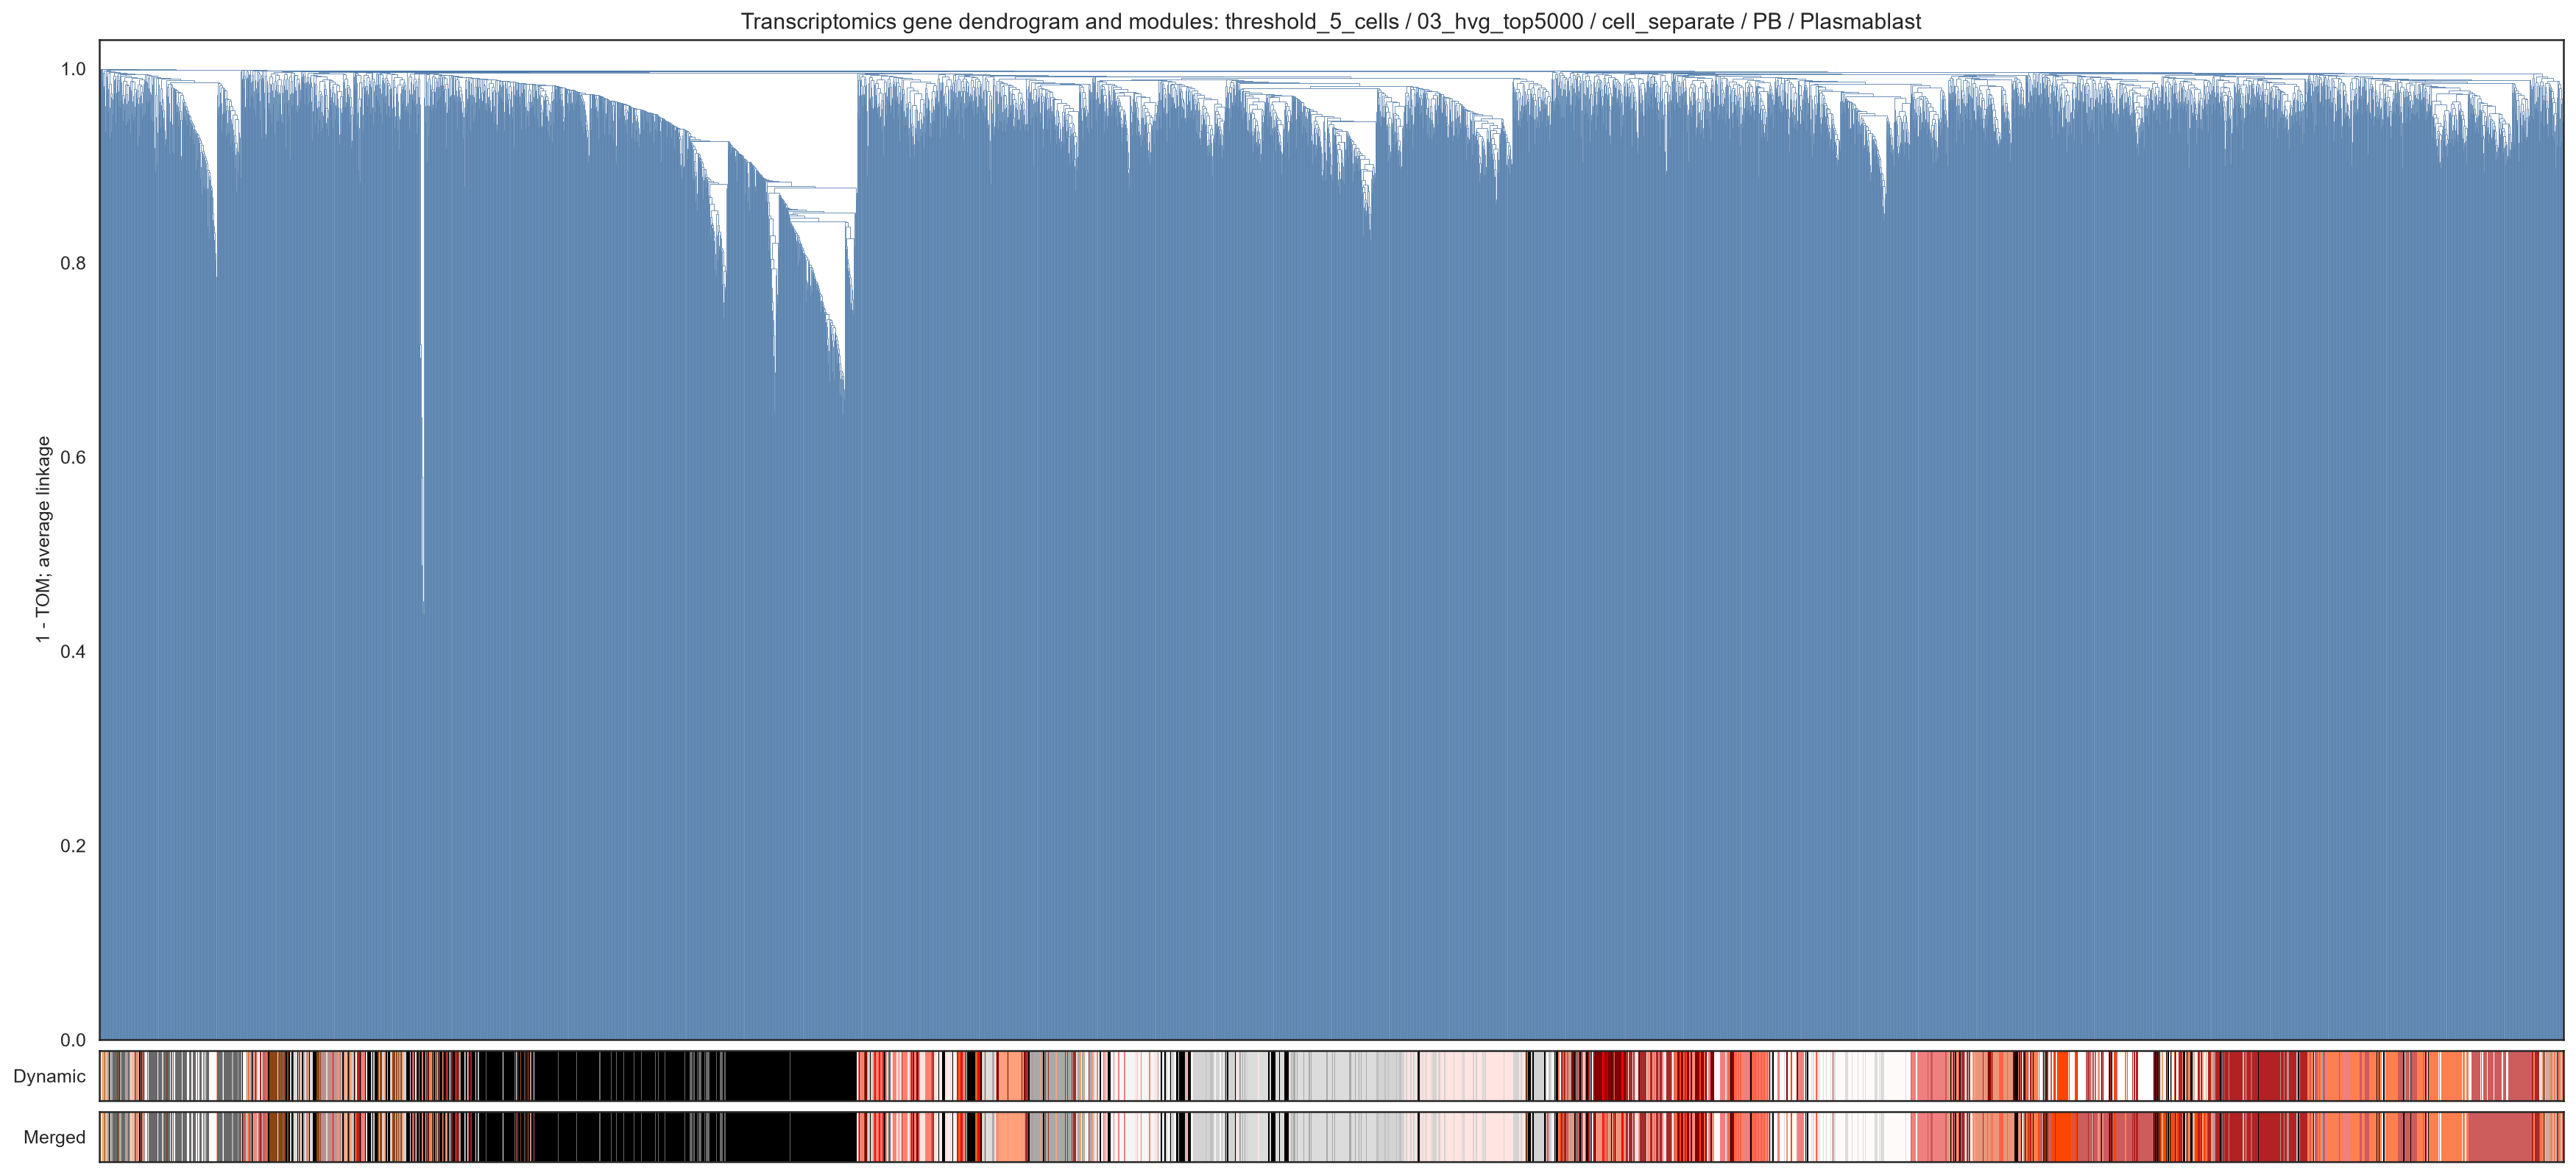 Transcriptomics gene dendrogram and modules: threshold_5_cells / 03_hvg_top5000 / cell_separate / PB / Plasmablast
1.0
0.8
0.6
0.4
0.2
0.0
1 - TOM; average linkage
Dynamic
Merged